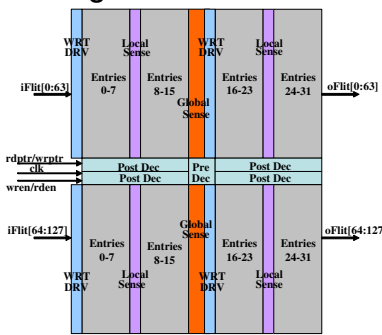 WRT Local WRT Local
DRV Sense DRV Sense
Entries Entries Entries Entries
0-7 8-15 16-23 24-31
iFlit[0:63] oFlit[0:63]
Global
Sense
rdptr/wrptr
clk
wren/rden
Post Dec Pre Post Dec
Post Dec Dec Post Dec
iFlit[64:127] oFlit[64:127
Global
Sense
Entries Entries Entries Entries
0-7 8-15 16-23 24-31
WRT Local WRT Local
DRV Sense DRV Sense